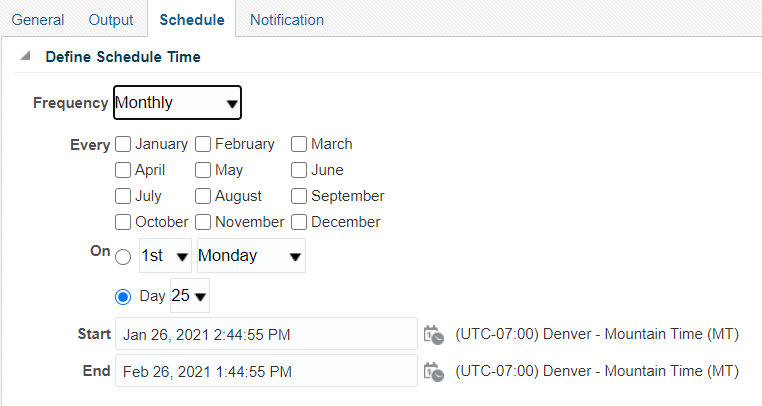 General Output Schedule Notification
Define Schedule Time
Frequency Monthly
Every January February March
April May June
July August September
October November December
On 1st Monday
Day 25
Start Jan 26, 2021 2:44:55 PM (UTC-07:00) Denver - Mountain Time (MT)
End Feb 26, 2021 1:44:55 PM (UTC-07:00) Denver - Mountain Time (MT)